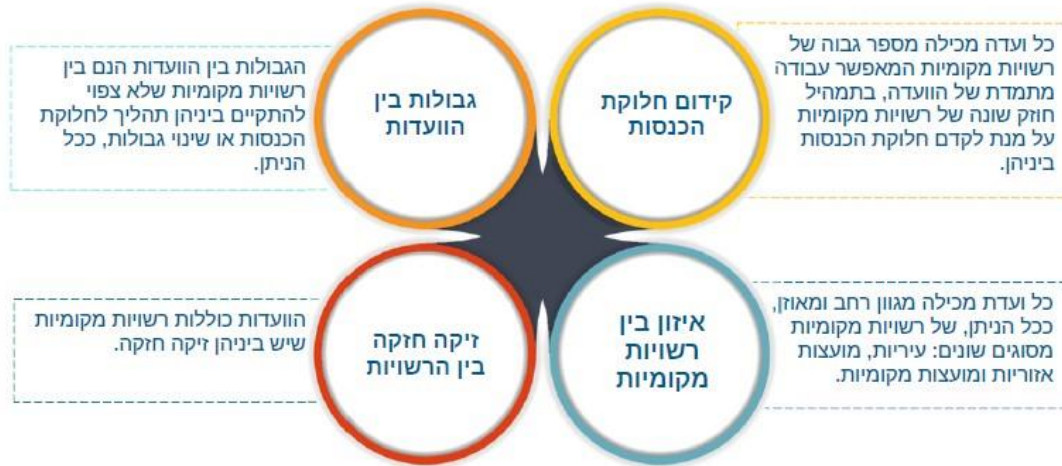 קידום חלוקת
הכנסות
כל ועדה מכילה מספר גבוה של
רשויות מקומיות המאפשר עבודה
מתמדת של הוועדה, בתמהיל
חוזק שונה של רשויות מקומיות
על מנת לקדם חלוקת הכנסות
ביניהן.
גבולות בין
הוועדות
הגבולות בין הוועדות הנם בין
רשויות מקומיות שלא צפוי
להתקיים ביניהן תהליך לחלוקת
הכנסות או שינוי גבולות, ככל
הניתן.
איזון בין
רשויות
מקומיות
כל ועדת מכילה מגוון רחב ומאוזן,
ככל הניתן, של רשויות מקומיות
מסוגים שונים: עיריות, מועצות
אזוריות ומועצות מקומיות.
זיקה חזקה
בין הרשויות
הוועדות כוללות רשויות מקומיות
שיש ביניהן זיקה חזקה.